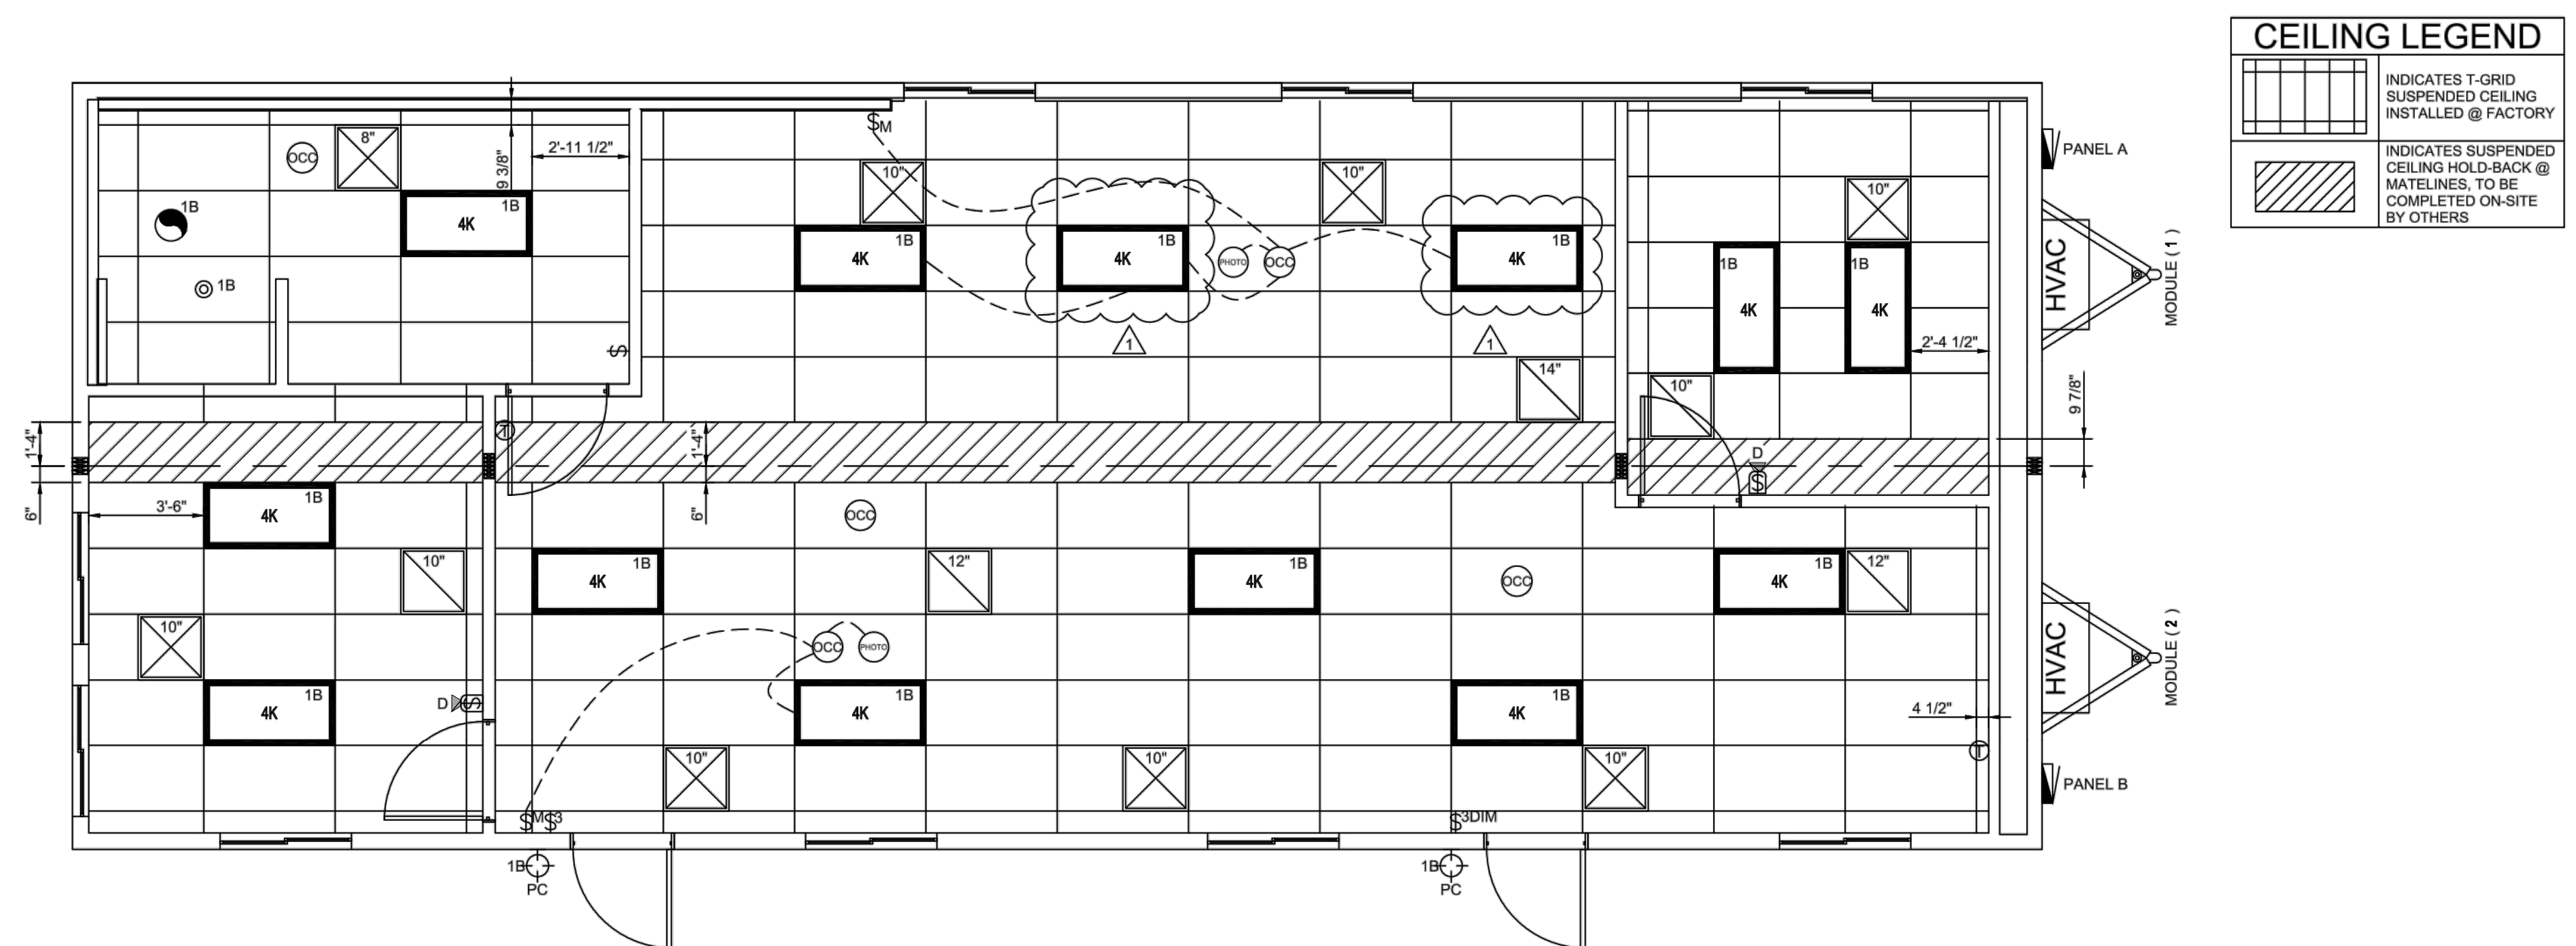 CEILING LEGEND
INDICATES T-GRID
SUSPENDED CEILING
INSTALLED @ FACTORY
INDICATES SUSPENDED
CEILING HOLD-BACK @
MATELINES, TO BE
COMPLETED ON-SITE
BY OTHERS
$M
OCC
8"
9 3/8"
2'-11 1/2"
10"
10"
10"
PANEL A
1B
4K
1B
1B
4K
1B
4K
1B
4K
1B
PHOTO
OCC
1B
4K
1B
4K
HVAC
MODULE ( 1 )
1B
$
1
1
14"
10"
2'-4 1/2"
9 7/8"
1'-4"
T
1'-4"
D
$
6"
3'-6"
4K
1B
6"
OCC
10"
4K
1B
12"
4K
1B
OCC
4K
1B
12"
10"
OCC
PHOTO
HVAC
MODULE ( 2 )
4K
1B
D
$
4K
1B
4K
1B
4 1/2"
T
10"
10"
10"
PANEL B
$M
$3
$3DIM
1B
PC
1B
PC